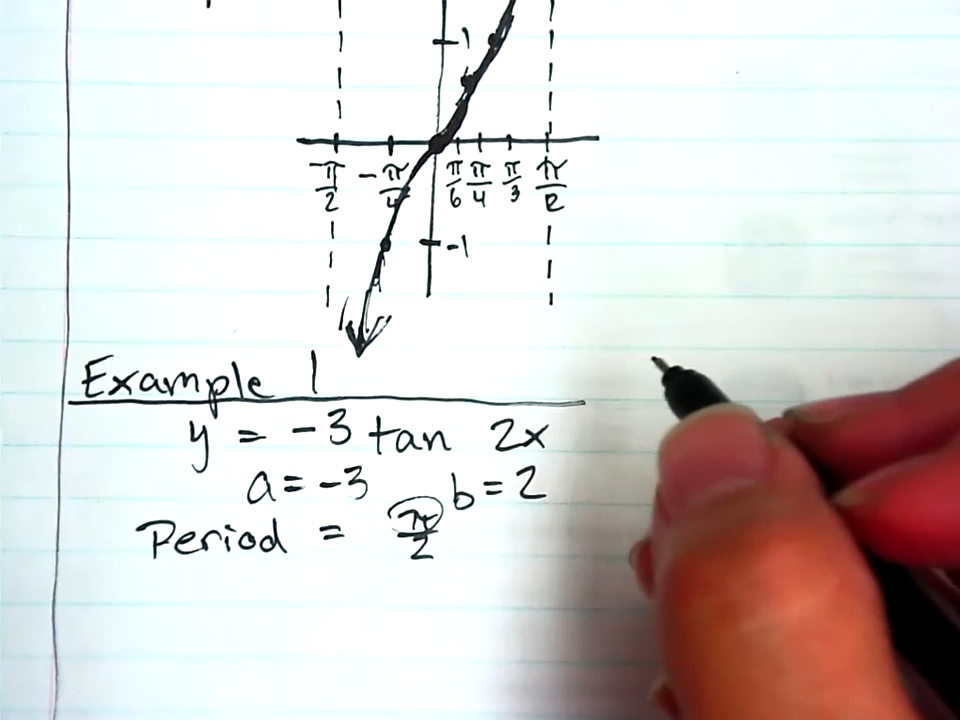 1
-π/2 -π/4 π/6 π/4 π/3 π/2
-1
Example 1
y = -3 tan 2x
a = -3 b = 2
Period = π/2